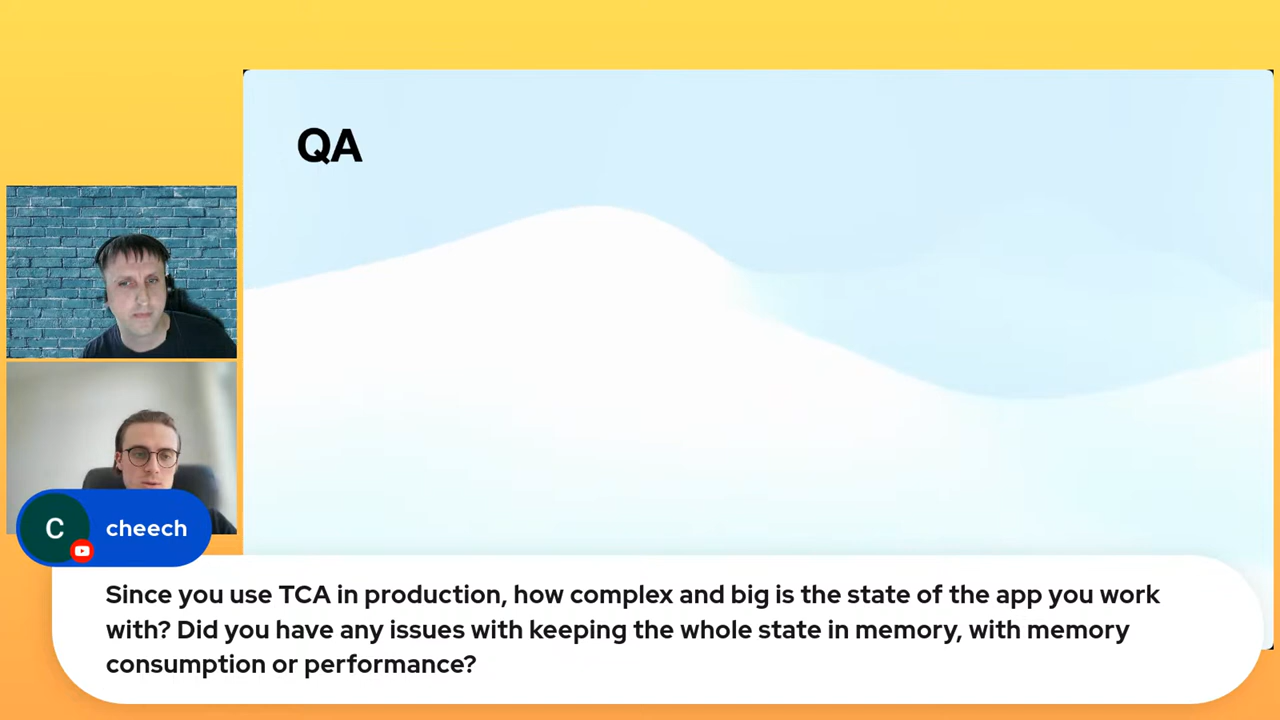 QA
C
cheech
Since you use TCA in production, how complex and big is the state of the app you work
with? Did you have any issues with keeping the whole state in memory, with memory
consumption or performance?